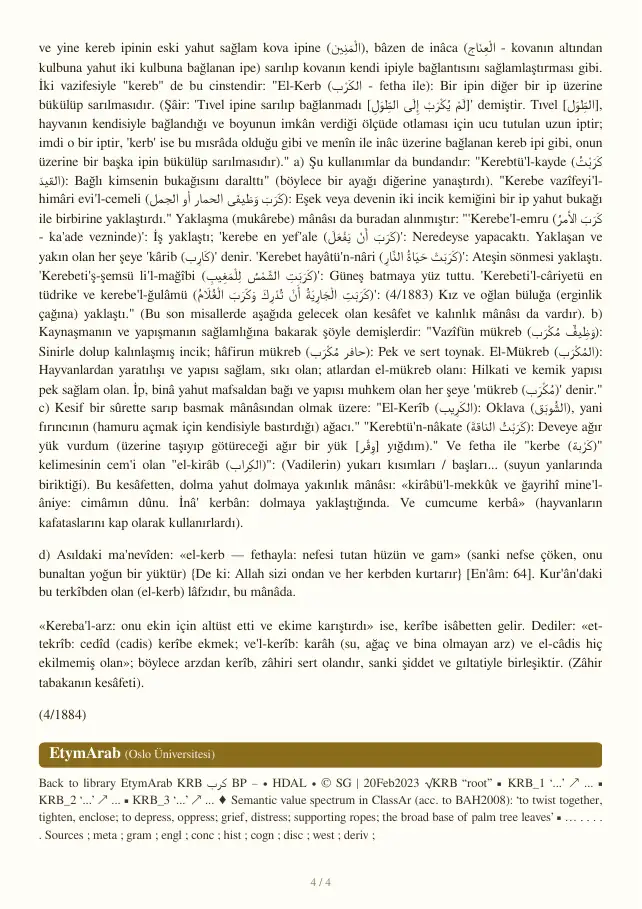 ve yine kereb ipinin eski yahut sağlam kova ipine (الْمَنِين), bâzen de inâca (الْعِنَاج - kovanın altından
kulbuna yahut iki kulbuna bağlanan ipe) sarılıp kovanın kendi ipiyle bağlantısını sağlamlaştırması gibi.
İki vazifesiyle "kereb" de bu cinstendir: "El-Kerb (الكَرْب - fetha ile): Bir ipin diğer bir ip üzerine
bükülüp sarılmasıdır. (Şâir: 'Tıvel ipine sarılıp bağlanmadı [لَمْ يُكْرَبْ إِلَى الطِّوَلِ]' demiştir. Tıvel [الطِّوَل],
hayvanın kendisiyle bağlandığı ve boyunun imkân verdiği ölçüde otlaması için ucu tutulan uzun iptir;
imdi o bir iptir, 'kerb' ise bu mısrâda olduğu gibi ve menîn ile inâc üzerine bağlanan kereb ipi gibi, onun
üzerine bir başka ipin bükülüp sarılmasıdır)." a) Şu kullanımlar da bundandır: "Kerebtü'l-kayde (كَرَبْتُ
القيدَ): Bağlı kimsenin bukağısını daralttı" (böylece bir ayağı diğerine yanaştırdı). "Kerebe vazîfeyi'l-
himâri evi'l-cemeli (كَرَبَ وَظِيفَى الحمار أو الجمل): Eşek veya devenin iki incik kemiğini bir ip yahut bukağı
ile birbirine yaklaştırdı." Yaklaşma (mukârebe) mânâsı da buradan alınmıştır: "'Kerebe'l-emru (كَرَبَ الأمرُ
- ka'ade vezninde)': İş yaklaştı; 'kerebe en yef'ale (كَرَبَ أَنْ يَفْعَلَ)': Neredeyse yapacaktı. Yaklaşan ve
yakın olan her şeye 'kârib (كَارِب)' denir. 'Kerebet hayâtü'n-nâri (كَرَبَتْ حَيَاةُ النَّارِ)': Ateşin sönmesi yaklaştı.
'Kerebeti'ş-şemsü li'l-mağîbi (كَرَبَتِ الشَّمْسُ لِلْمَغِيبِ)': Güneş batmaya yüz tuttu. 'Kerebeti'l-câriyetü en
tüdrike ve kerebe'l-ğulâmü (كَرَبَتِ الْجَارِيَةُ أَنْ تُدْرِكَ وَكَرَبَ الْغُلَامُ)': (4/1883) Kız ve oğlan büluğa (erginlik
çağına) yaklaştı." (Bu son misallerde aşağıda gelecek olan kesâfet ve kalınlık mânâsı da vardır). b)
Kaynaşmanın ve yapışmanın sağlamlığına bakarak şöyle demişlerdir: "Vazîfün mükreb (وَظِيفٌ مُكْرَب):
Sinirle dolup kalınlaşmış incik; hâfirun mükreb (حافر مُكْرَب): Pek ve sert toynak. El-Mükreb (المُكْرَب):
Hayvanlardan yaratılışı ve yapısı sağlam, sıkı olan; atlardan el-mükreb olanı: Hilkati ve kemik yapısı
pek sağlam olan. İp, binâ yahut mafsaldan bağı ve yapısı muhkem olan her şeye 'mükreb (مُكْرَب)' denir."
c) Kesif bir sûrette sarıp basmak mânâsından olmak üzere: "El-Kerîb (الكَرِيب): Oklava (الشُّوبَق), yani
fırıncının (hamuru açmak için kendisiyle bastırdığı) ağacı." "Kerebtü'n-nâkate (كَرَبْتُ الناقةَ): Deveye ağır
yük vurdum (üzerine taşıyıp götüreceği ağır bir yük [وِقْر] yığdım)." Ve fetha ile "kerbe (كَرْبَة)"
kelimesinin cem'i olan "el-kirâb (الكراب)": (Vadilerin) yukarı kısımları / başları... (suyun yanlarında
biriktiği). Bu kesâfetten, dolma yahut dolmaya yakınlık mânâsı: «kirâbü'l-mekkûk ve ğayrihî mine'l-
âniye: cimâmın dûnu. İnâ' kerbân: dolmaya yaklaştığında. Ve cumcume kerbâ» (hayvanların
kafataslarını kap olarak kullanırlardı).
d) Asıldaki ma'nevîden: «el-kerb — fethayla: nefesi tutan hüzün ve gam» (sanki nefse çöken, onu
bunaltan yoğun bir yüktür) {De ki: Allah sizi ondan ve her kerbden kurtarır} [En'âm: 64]. Kur'ân'daki
bu terkîbden olan (el-kerb) lâfzıdır, bu mânâda.
«Kereba'l-arz: onu ekin için altüst etti ve ekime karıştırdı» ise, kerîbe isâbetten gelir. Dediler: «et-
tekrîb: cedîd (cadis) kerîbe ekmek; ve'l-kerîb: karâh (su, ağaç ve bina olmayan arz) ve el-câdis hiç
ekilmemiş olan»; böylece arzdan kerîb, zâhiri sert olandır, sanki şiddet ve gıltatiyle birleşiktir. (Zâhir
tabakanın kesâfeti).
(4/1884)
EtymArab (Oslo Üniversitesi)
Back to library EtymArab KRB كرب BP – • HDAL • © SG | 20Feb2023 √KRB “root” ▪ KRB_1 ‘...’ ↗ ... ▪
KRB_2 ‘...’ ↗ ... ▪ KRB_3 ‘...’ ↗ ... ♦ Semantic value spectrum in ClassAr (acc. to BAH2008): ‘to twist together,
tighten, enclose; to depress, oppress; grief, distress; supporting ropes; the broad base of palm tree leaves’ ▪ ... . . . .
. Sources ; meta ; gram ; engl ; conc ; hist ; cogn ; disc ; west ; deriv ;
4 / 4